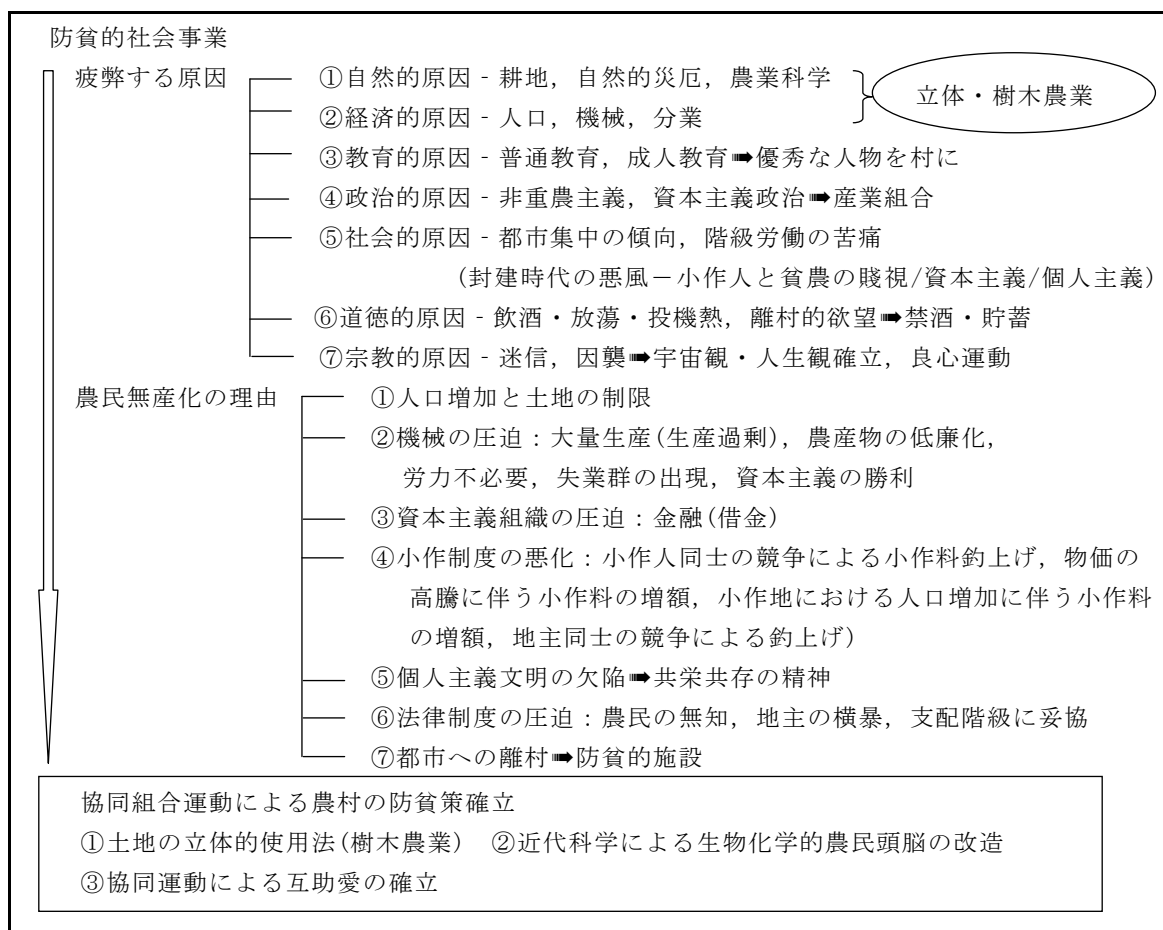 防貧的社会事業
疲弊する原因
①自然的原因‐耕地，自然的災厄，農業科学
立体・樹木農業
②経済的原因‐人口，機械，分業
③教育的原因‐普通教育，成人教育➠優秀な人物を村に
④政治的原因‐非重農主義，資本主義政治➠産業組合
⑤社会的原因‐都市集中の傾向，階級労働の苦痛
(封建時代の悪風－小作人と貧農の賤視/資本主義/個人主義)
⑥道徳的原因‐飲酒・放蕩・投機熱，離村的欲望➠禁酒・貯蓄
⑦宗教的原因‐迷信，因襲➠宇宙観・人生観確立，良心運動
農民無産化の理由
①人口増加と土地の制限
②機械の圧迫：大量生産(生産過剰)，農産物の低廉化，
労力不必要，失業群の出現，資本主義の勝利
③資本主義組織の圧迫：金融(借金)
④小作制度の悪化：小作人同士の競争による小作料釣上げ，物価の
高騰に伴う小作料の増額，小作地における人口増加に伴う小作料
の増額，地主同士の競争による釣上げ)
⑤個人主義文明の欠陥➠共栄共存の精神
⑥法律制度の圧迫：農民の無知，地主の横暴，支配階級に妥協
⑦都市への離村➠防貧的施設
協同組合運動による農村の防貧策確立
①土地の立体的使用法(樹木農業)　②近代科学による生物化学的農民頭脳の改造
③協同運動による互助愛の確立